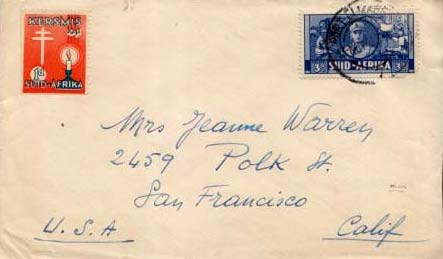 KERSMIS
1d
SUID-AFRIKA
SUID-AFRIKA
3d 3d
Mrs Jeanne Warren
2459 Polk St.
San Francisco
U.S.A Calif